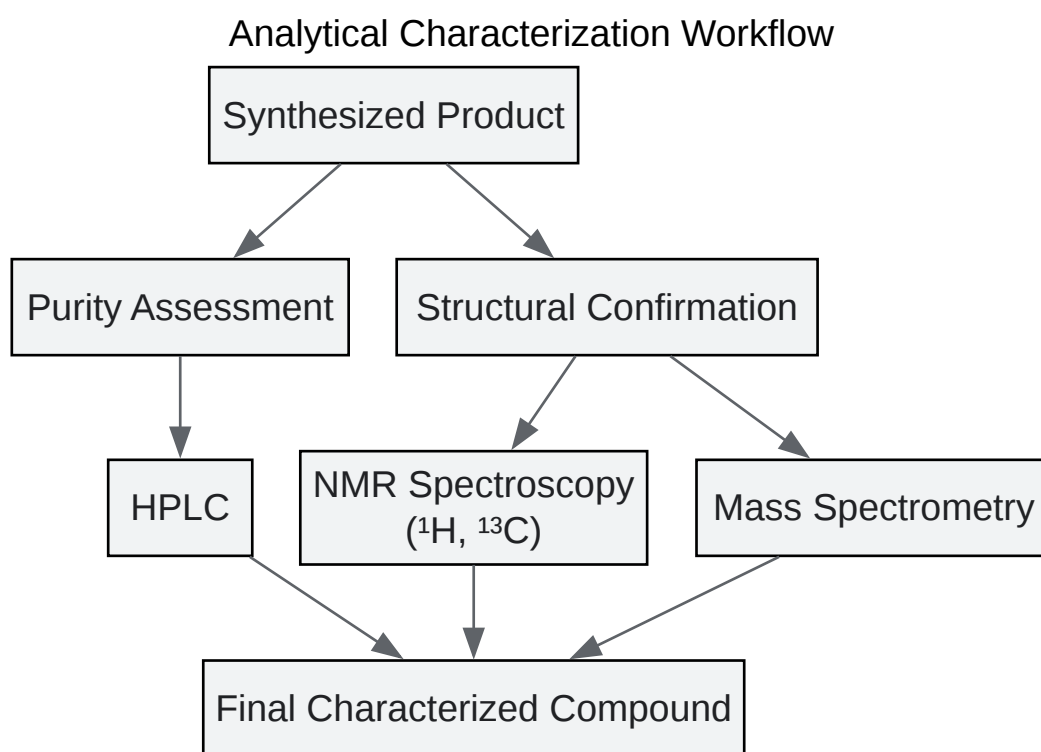 Analytical Characterization Workflow
Synthesized Product
Purity Assessment
Structural Confirmation
HPLC
NMR Spectroscopy
(¹H, ¹³C)
Mass Spectrometry
Final Characterized Compound